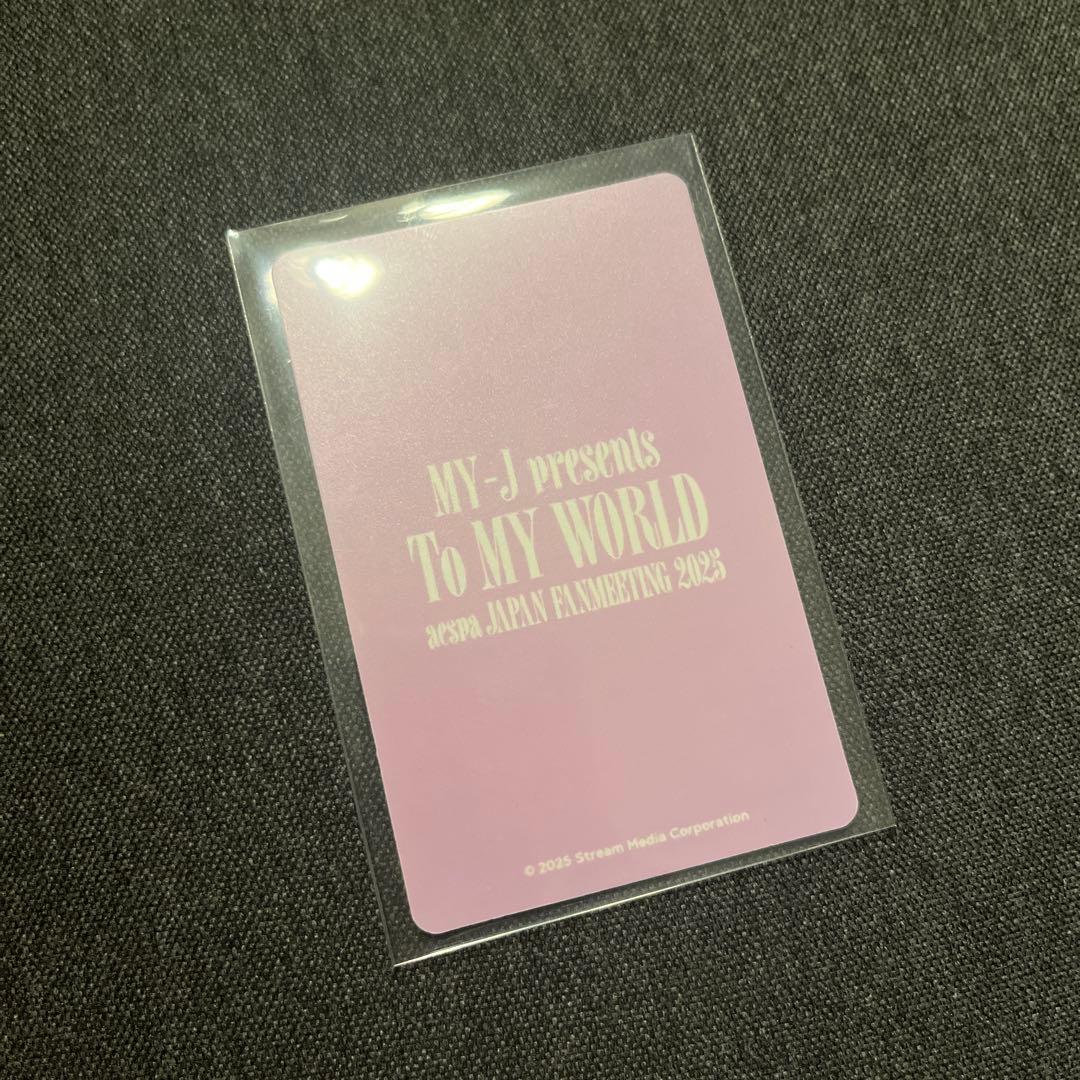 MY-J presents
To MY WORLD
aespa JAPAN FANMEETING 2025
© 2025 Stream Media Corporation